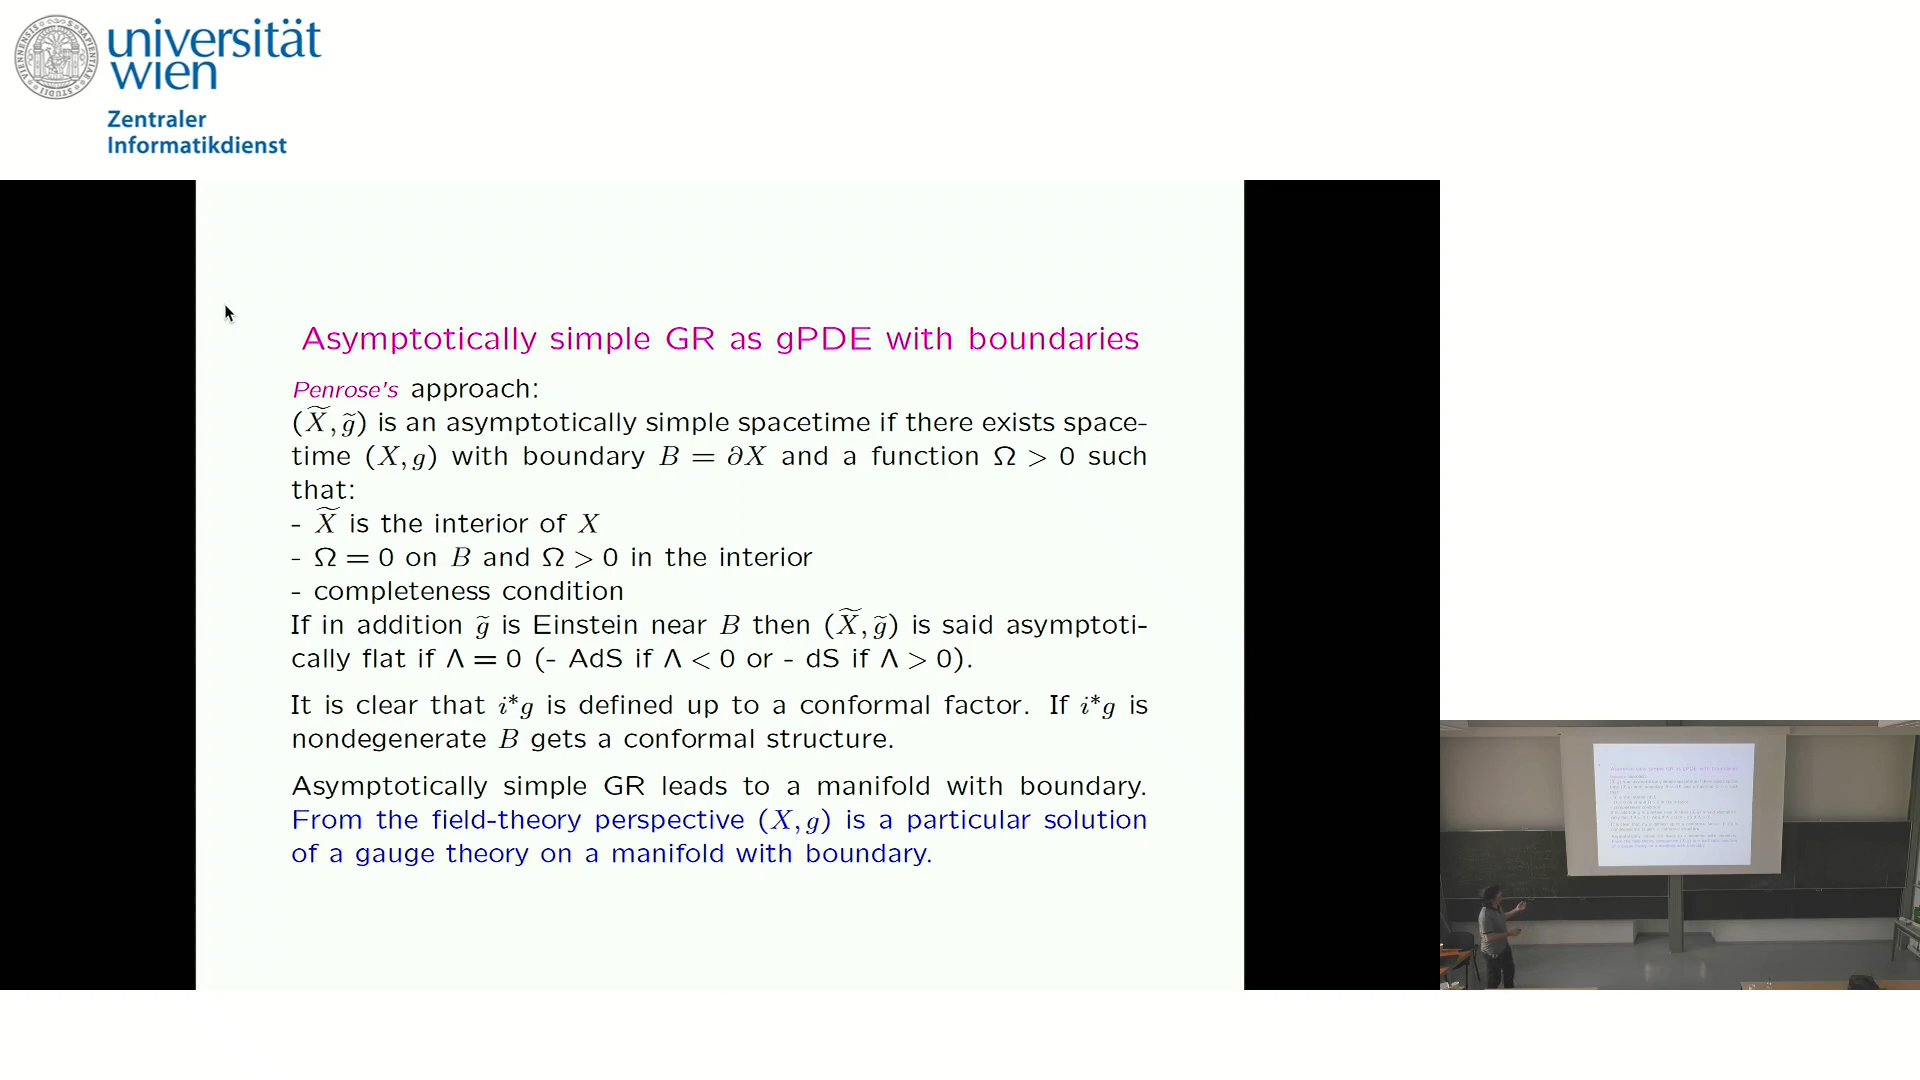 universität
wien
Zentraler
Informatikdienst
Asymptotically simple GR as gPDE with boundaries
Penrose's approach:
(X̃, g̃) is an asymptotically simple spacetime if there exists space-
time (X, g) with boundary B = ∂X and a function Ω > 0 such
that:
- X̃ is the interior of X
- Ω = 0 on B and Ω > 0 in the interior
- completeness condition
If in addition g̃ is Einstein near B then (X̃, g̃) is said asymptoti-
cally flat if Λ = 0 (- AdS if Λ < 0 or - dS if Λ > 0).
It is clear that i*g is defined up to a conformal factor. If i*g is
nondegenerate B gets a conformal structure.
Asymptotically simple GR leads to a manifold with boundary.
From the field-theory perspective (X, g) is a particular solution
of a gauge theory on a manifold with boundary.